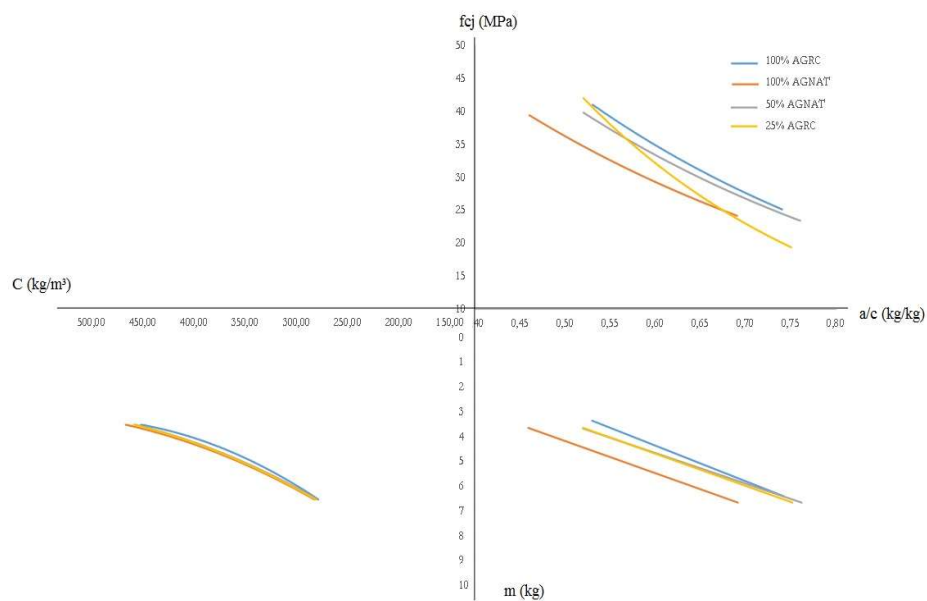 fcj (MPa)
50
100% AGRC
45
100% AGNAT
40
50% AGNAT
35
25% AGRC
30
25
20
15
C (kg/m³)
10
a/c (kg/kg)
500,00 450,00 400,00 350,00 300,00 250,00 200,00 150,00 40 0,45 0,50 0,55 0,60 0,65 0,70 0,75 0,80
0
1
2
3
4
5
6
7
8
9
10
m (kg)